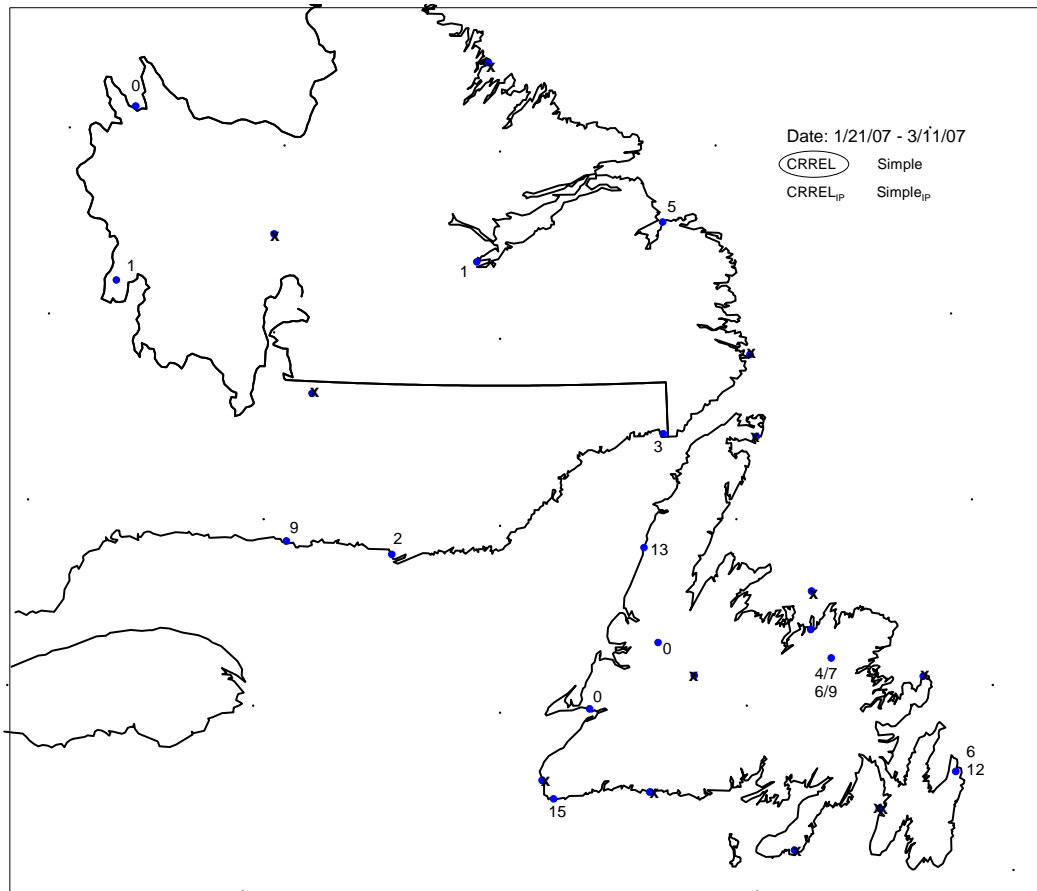 x
0
Date: 1/21/07 - 3/11/07
CRREL Simple
CRREL_IP Simple_IP
5
x
1
1
x
x
3
x
9
2
13
x
0
x
4/7
6/9
x
0
6
12
x
x
15
x x
x